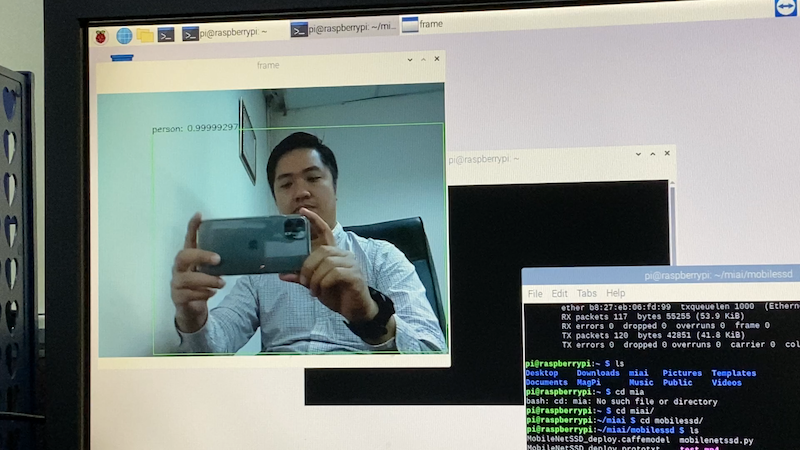 pi@raspberrypi: ~
pi@raspberrypi: ~/mi...
frame
frame
person: 0.99999297
pi@raspberrypi: ~
pi@raspberrypi: ~/miai/mobilessd
File Edit Tabs Help
ether b8:27:eb:06:fd:99 txqueuelen 1000 (Etherne
RX packets 117 bytes 55255 (53.9 KiB)
RX errors 0 dropped 0 overruns 0 frame 0
TX packets 120 bytes 42851 (41.8 KiB)
TX errors 0 dropped 0 overruns 0 carrier 0 col
pi@raspberrypi:~ $ ls
Desktop Downloads miai Pictures Templates
Documents MagPi Music Public Videos
pi@raspberrypi:~ $ cd mia
bash: cd: mia: No such file or directory
pi@raspberrypi:~ $ cd miai/
pi@raspberrypi:~/miai $ cd mobilessd/
pi@raspberrypi:~/miai/mobilessd $ ls
MobileNetSSD_deploy.caffemodel mobilenetssd.py
MobileNetSSD_deploy.prototxt test.mp4